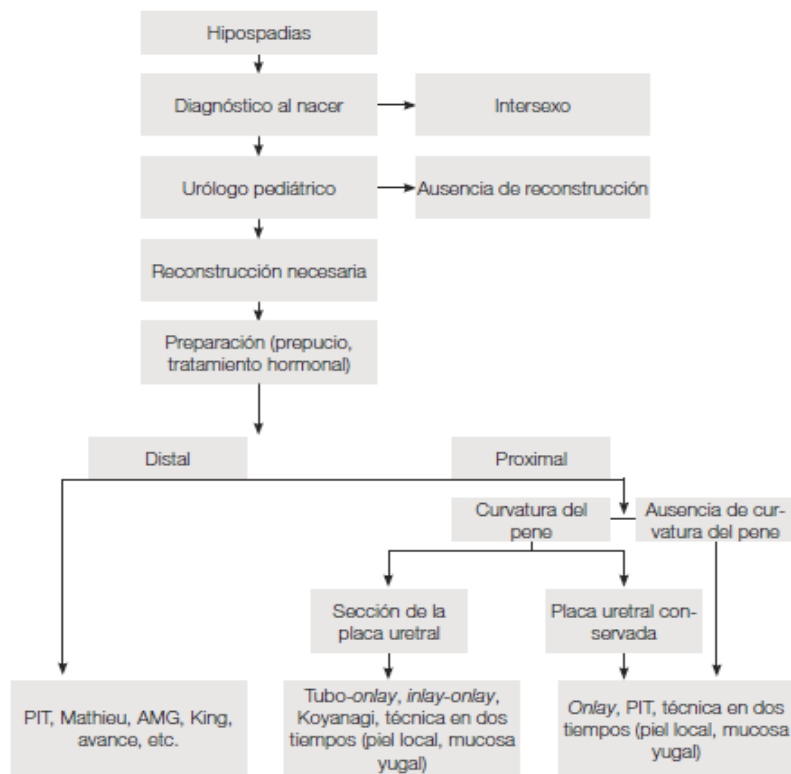 Hipospadias
Diagnóstico al nacer
Intersexo
Urólogo pediátrico
Ausencia de reconstrucción
Reconstrucción necesaria
Preparación (prepucio,
tratamiento hormonal)
Distal
Proximal
Curvatura del
pene
Ausencia de cur-
vatura del pene
Sección de la
placa uretral
Placa uretral con-
servada
PIT, Mathieu, AMG, King,
avance, etc.
Tubo-onlay, inlay-onlay,
Koyanagi, técnica en dos
tiempos (piel local, mucosa
yugal)
Onlay, PIT, técnica en dos
tiempos (piel local, mucosa
yugal)